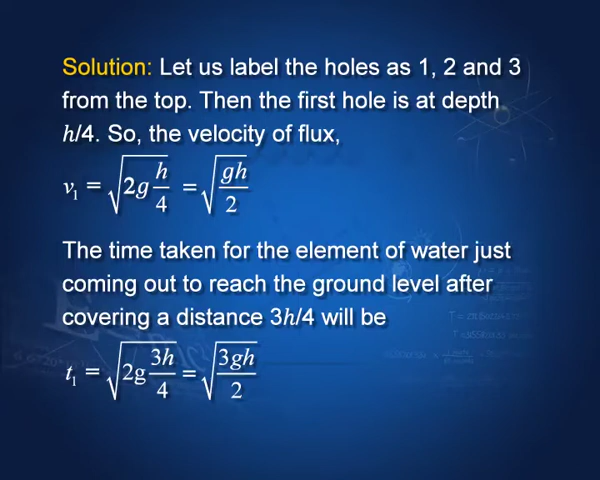 Solution: Let us label the holes as 1, 2 and 3
from the top. Then the first hole is at depth
h/4. So, the velocity of flux,
v₁ = √(2g h/4) = √(gh/2)
The time taken for the element of water just
coming out to reach the ground level after
covering a distance 3h/4 will be
t₁ = √(2g 3h/4) = √(3gh/2)